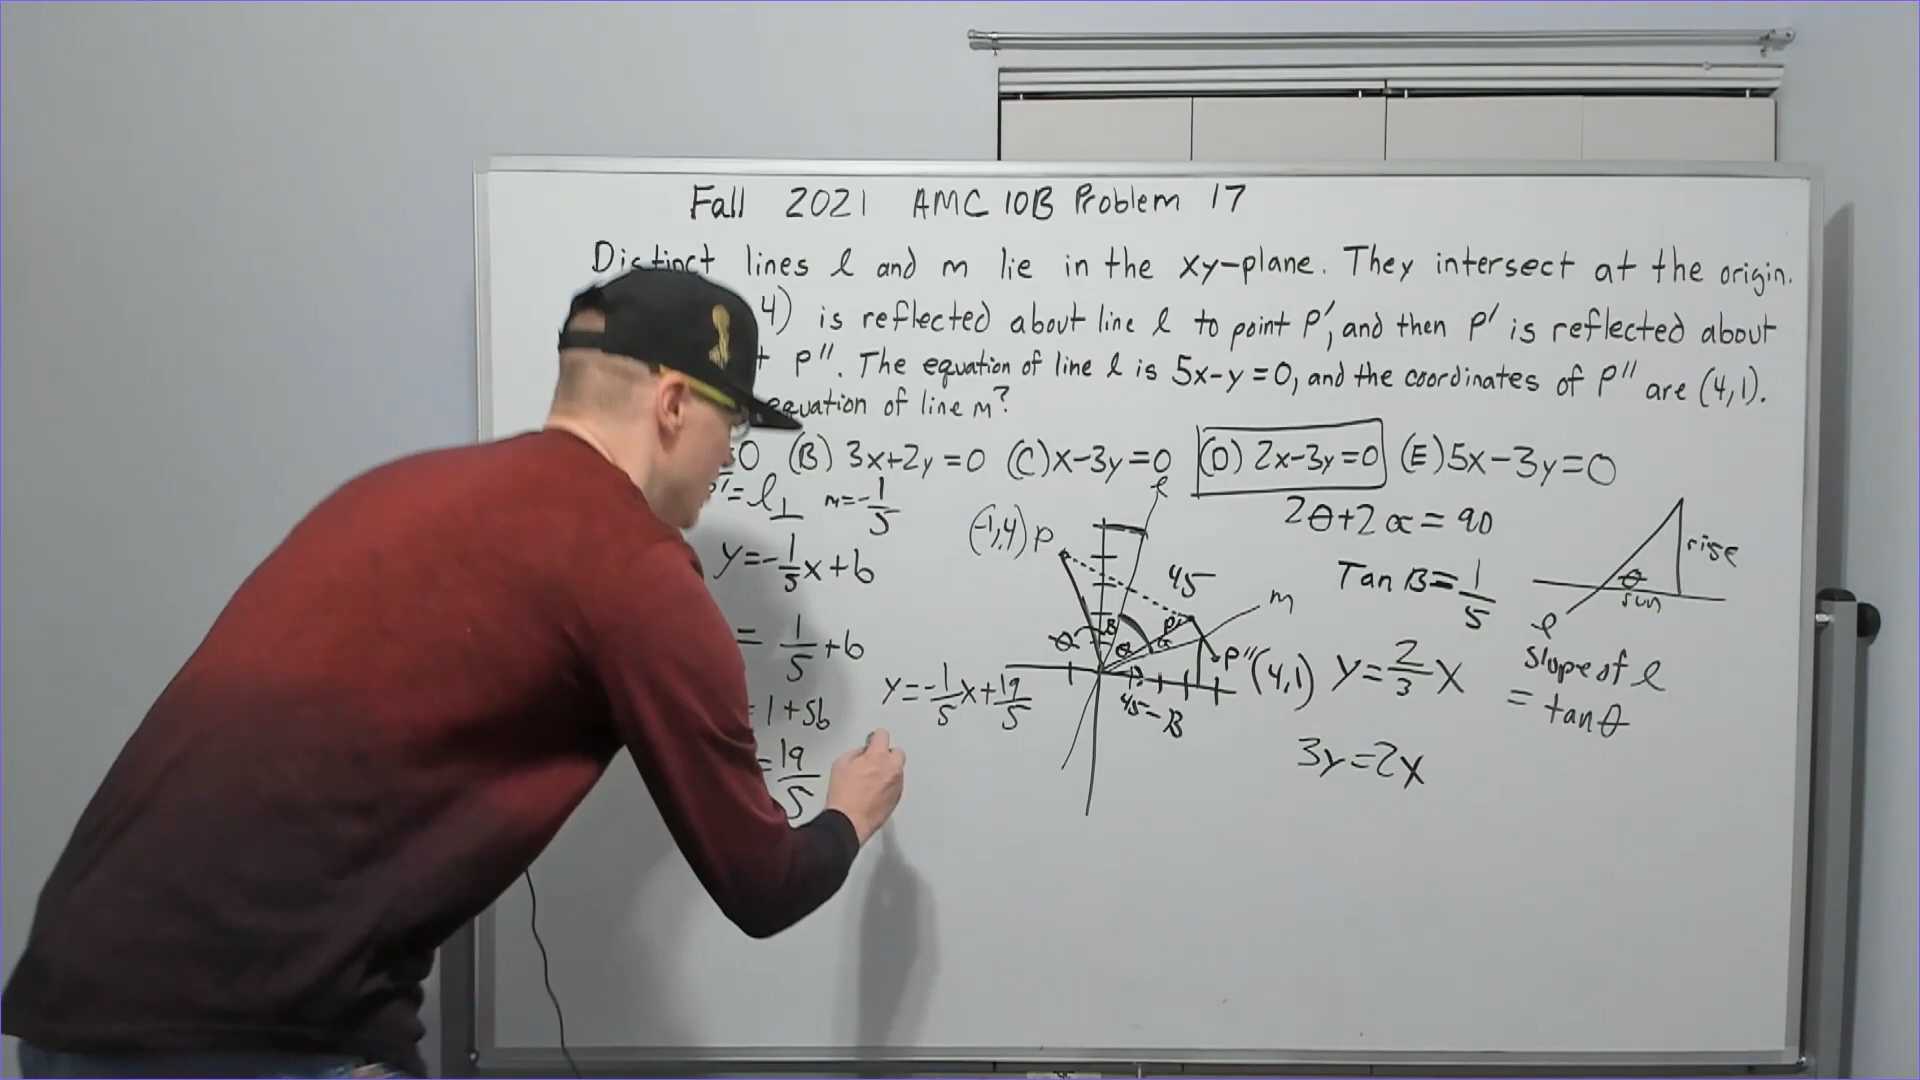 Fall 2021 AMC 10B Problem 17
Distinct lines ℓ and m lie in the xy-plane. They intersect at the origin.
4) is reflected about line ℓ to point P', and then P' is reflected about
P''. The equation of line ℓ is 5x-y=0, and the coordinates of P'' are (4,1).
equation of line m?
=0 (B) 3x+2y=0 (C) x-3y=0 (D) 2x-3y=0 (E) 5x-3y=0
P'=ℓ⊥ m=-1/5
y=-1/5x+b
= 1/5+b
=1+5b
=19/5
y=-1/5x+19/5
(-1,4) P
ℓ
45
m
B
θ
θ
α
P'
P'' (4,1)
45-B
2θ+2α=90
Tan B=1/5
y=2/3x
3y=2x
rise
θ
run
ℓ
slope of ℓ
= tanθ